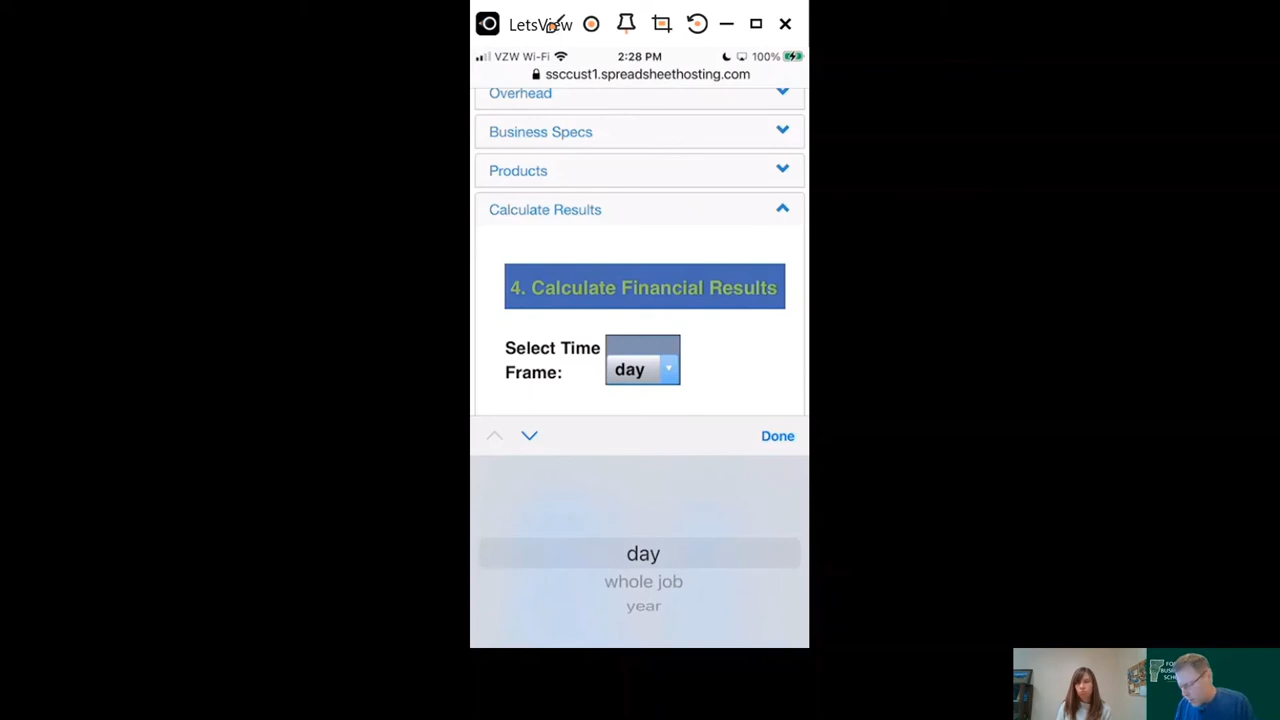 LetsView
VZW Wi-Fi 2:28 PM 100%
ssccust1.spreadsheethosting.com
Overhead
Business Specs
Products
Calculate Results
4. Calculate Financial Results
Select Time
Frame:
day
Done
day
whole job
year